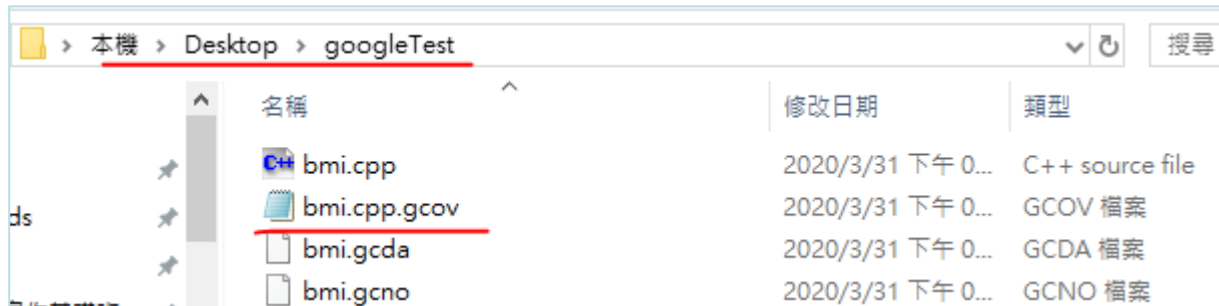 本機 > Desktop > googleTest 搜尋
名稱 修改日期 類型
bmi.cpp 2020/3/31 下午 0... C++ source file
ds bmi.cpp.gcov 2020/3/31 下午 0... GCOV 檔案
bmi.gcda 2020/3/31 下午 0... GCDA 檔案
bmi.gcno 2020/3/31 下午 0... GCNO 檔案